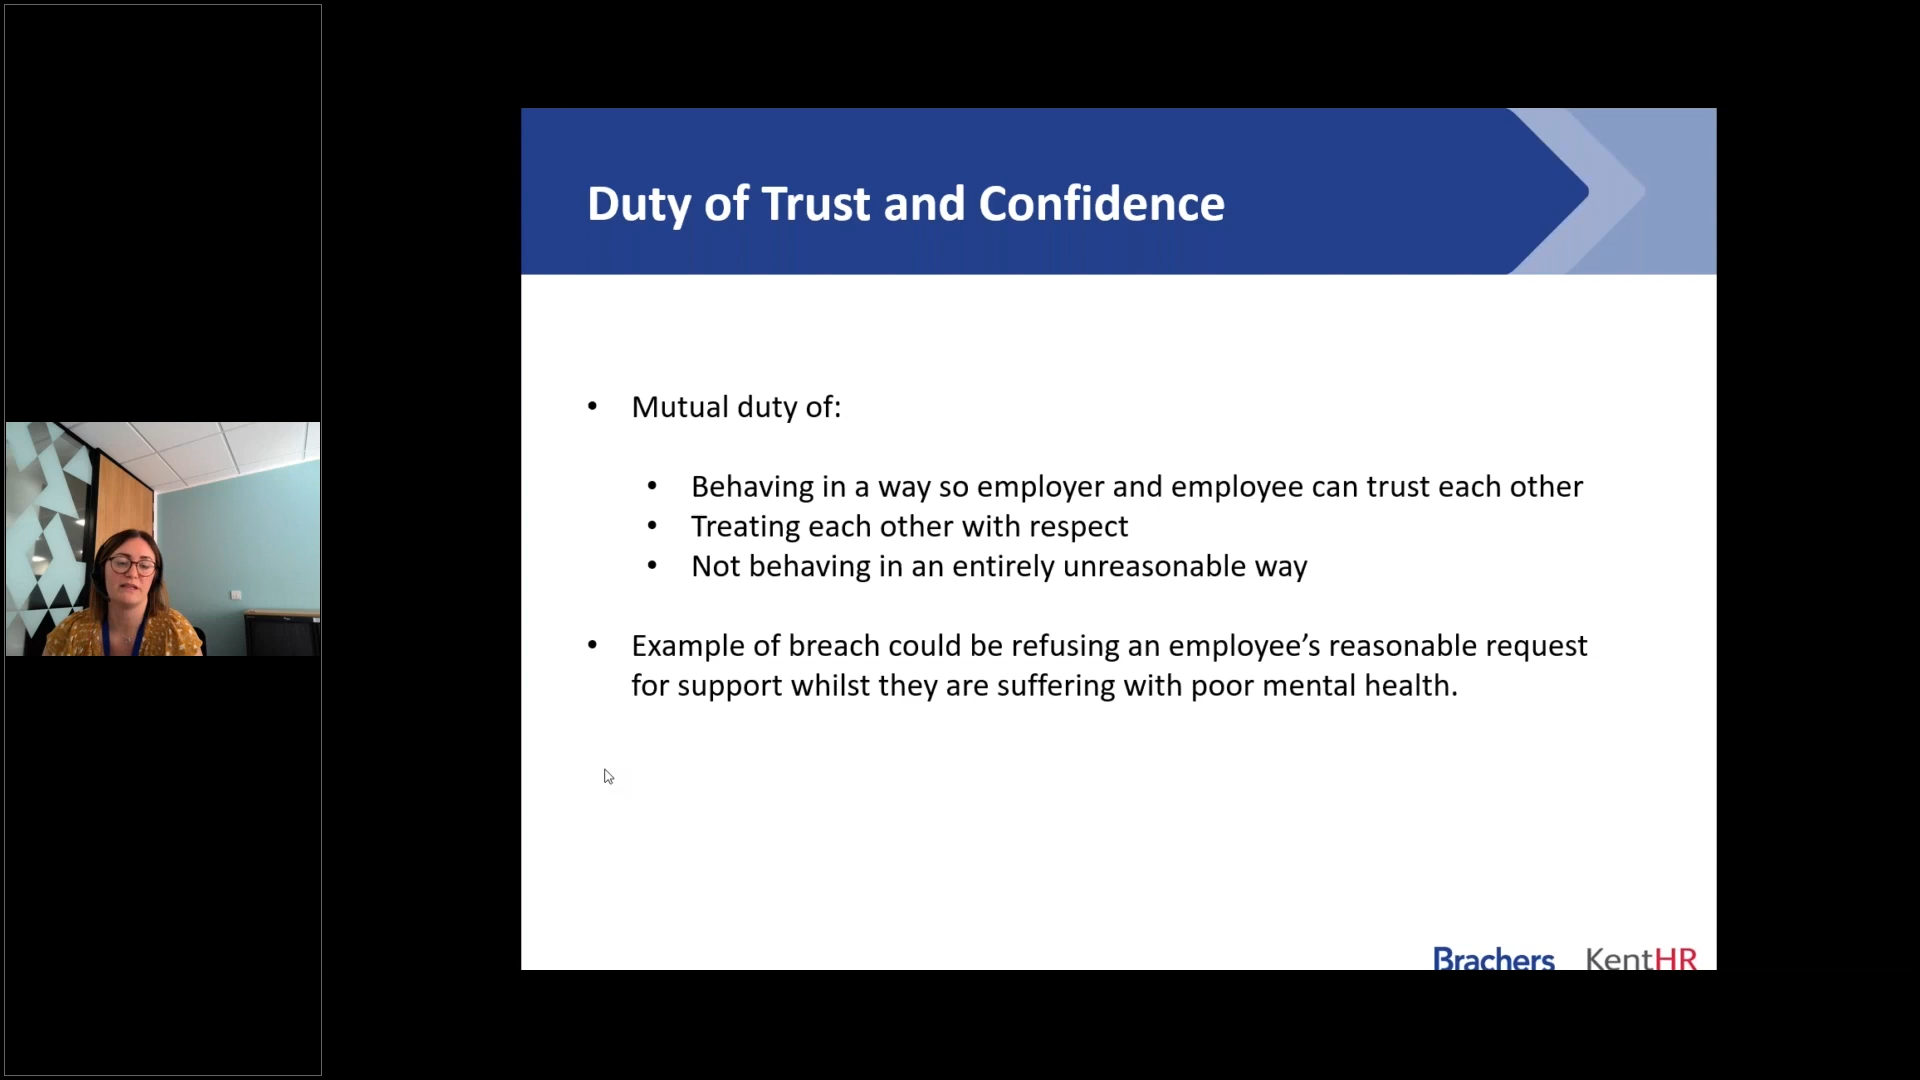 Duty of Trust and Confidence
• Mutual duty of:
• Behaving in a way so employer and employee can trust each other
• Treating each other with respect
• Not behaving in an entirely unreasonable way
• Example of breach could be refusing an employee’s reasonable request
for support whilst they are suffering with poor mental health.
Brachers KentHR